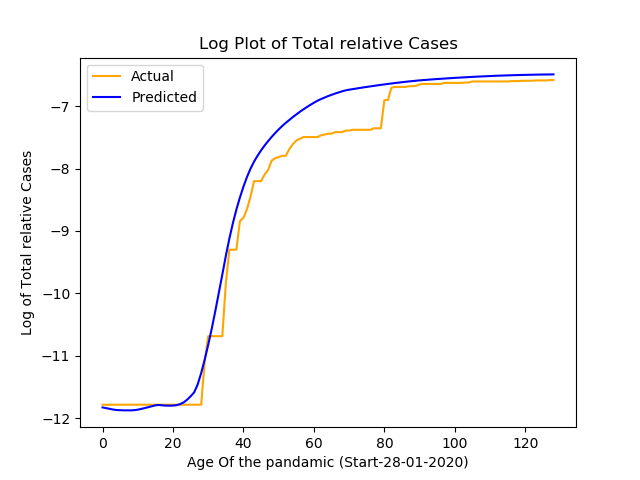 Log Plot of Total relative Cases
Actual
Predicted
−7
−8
−9
−10
−11
−12
Log of Total relative Cases
0 20 40 60 80 100 120
Age Of the pandamic (Start-28-01-2020)